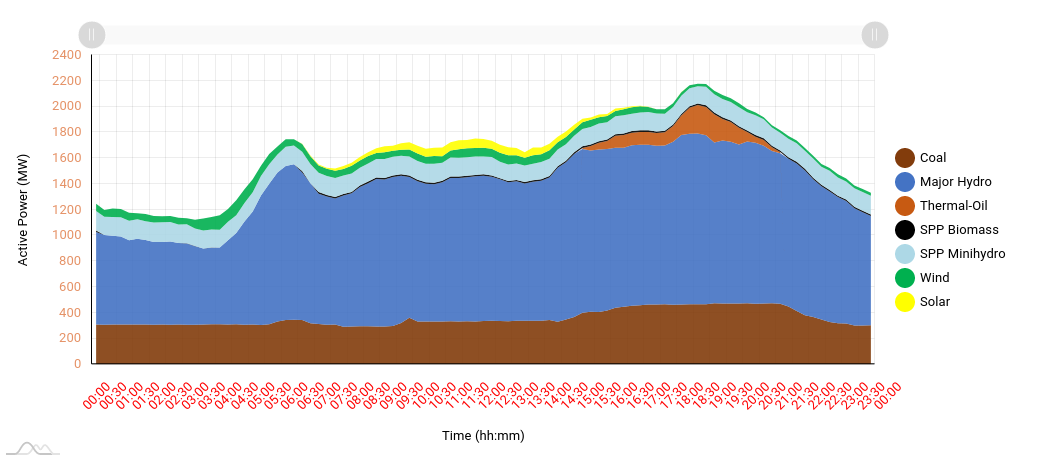 Active Power (MW)
2400
2200
2000
1800
1600
1400
1200
1000
800
600
400
200
0
Coal
Major Hydro
Thermal-Oil
SPP Biomass
SPP Minihydro
Wind
Solar
00:00 00:30 01:00 01:30 02:00 02:30 03:00 03:30 04:00 04:30 05:00 05:30 06:00 06:30 07:00 07:30 08:00 08:30 09:00 09:30 10:00 10:30 11:00 11:30 12:00 12:30 13:00 13:30 14:00 14:30 15:00 15:30 16:00 16:30 17:00 17:30 18:00 18:30 19:00 19:30 20:00 20:30 21:00 21:30 22:00 22:30 23:00 23:30 00:00
Time (hh:mm)